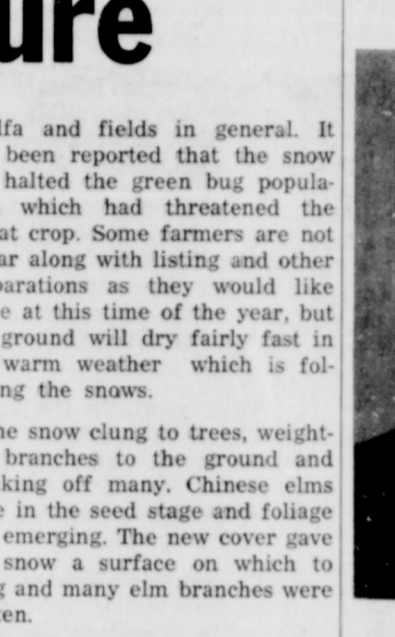 ure
lfa and fields in general. It
been reported that the snow
halted the green bug popula-
which had threatened the
at crop. Some farmers are not
ar along with listing and other
parations as they would like
e at this time of the year, but
ground will dry fairly fast in
warm weather which is fol-
ng the snows.
he snow clung to trees, weight-
branches to the ground and
king off many. Chinese elms
e in the seed stage and foliage
emerging. The new cover gave
snow a surface on which to
g and many elm branches were
ten.